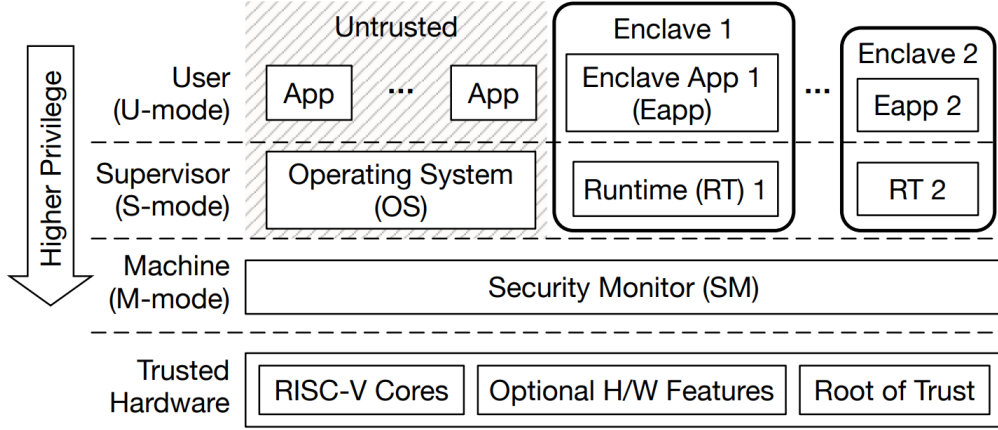 Higher Privilege
Untrusted
Enclave 1
Enclave 2
User
(U-mode)
App
...
App
Enclave App 1
(Eapp)
...
Eapp 2
Supervisor
(S-mode)
Operating System
(OS)
Runtime (RT) 1
RT 2
Machine
(M-mode)
Security Monitor (SM)
Trusted
Hardware
RISC-V Cores
Optional H/W Features
Root of Trust